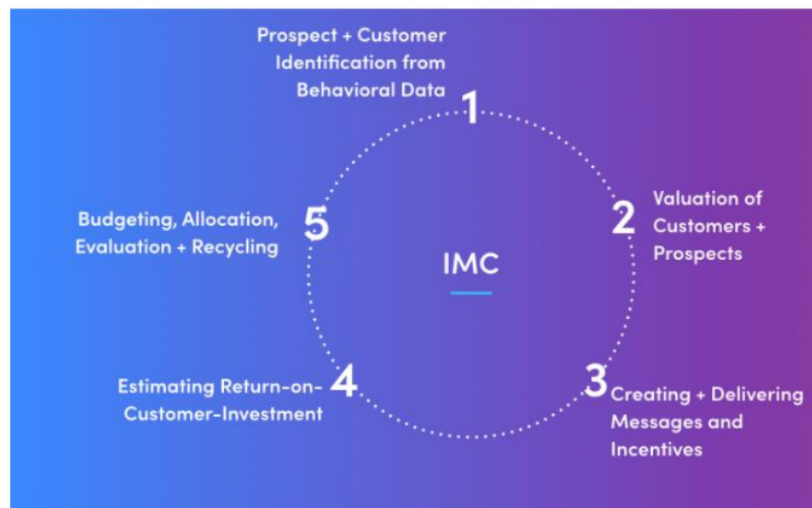 Prospect + Customer
Identification from
Behavioral Data
1
2
Valuation of
Customers +
Prospects
3
Creating + Delivering
Messages and
Incentives
4
Estimating Return-on-
Customer-Investment
5
Budgeting, Allocation,
Evaluation + Recycling
IMC